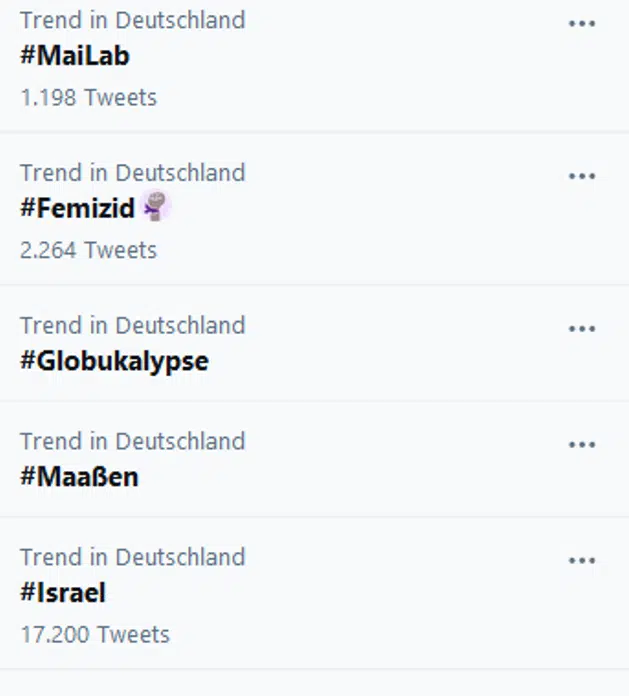 Trend in Deutschland
#MaiLab
1.198 Tweets
Trend in Deutschland
#Femizid
2.264 Tweets
Trend in Deutschland
#Globukalypse
Trend in Deutschland
#Maaßen
Trend in Deutschland
#Israel
17.200 Tweets